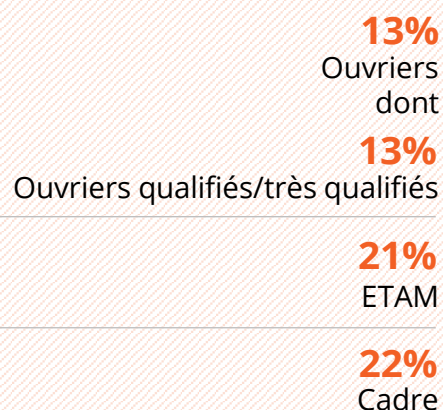 13%
Ouvriers
dont
13%
Ouvriers qualifiés/très qualifiés
21%
ETAM
22%
Cadre